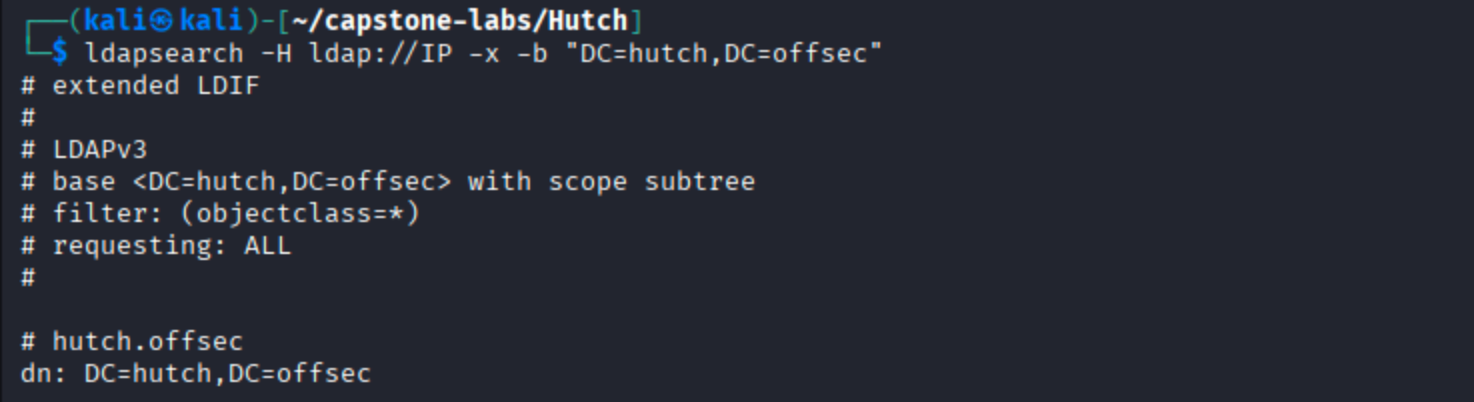 ┌──(kali㉿kali)-[~/capstone-labs/Hutch]
└─$ ldapsearch -H ldap://IP -x -b "DC=hutch,DC=offsec"
# extended LDIF
#
# LDAPv3
# base <DC=hutch,DC=offsec> with scope subtree
# filter: (objectclass=*)
# requesting: ALL
#
# hutch.offsec
dn: DC=hutch,DC=offsec